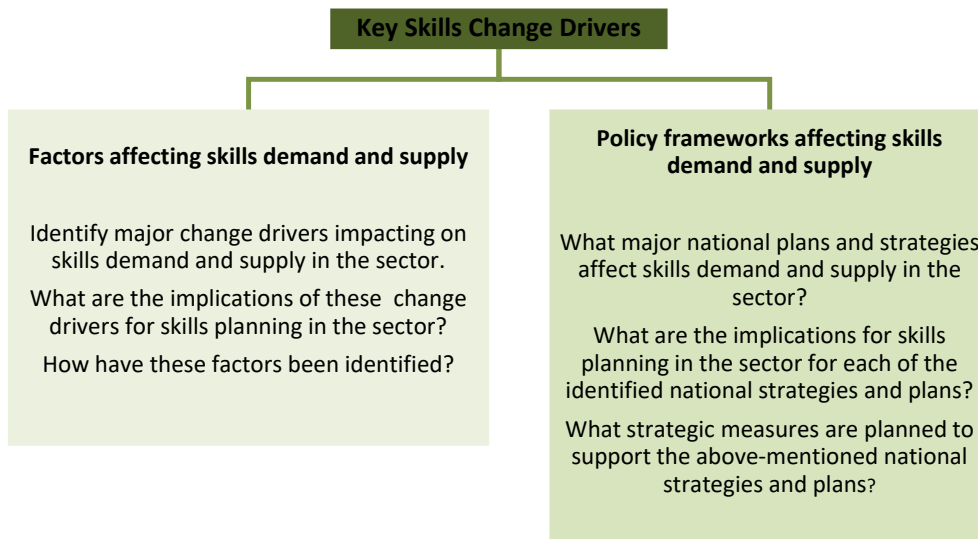 Key Skills Change Drivers
Factors affecting skills demand and supply
Identify major change drivers impacting on
skills demand and supply in the sector.
What are the implications of these  change
drivers for skills planning in the sector?
How have these factors been identified?
Policy frameworks affecting skills
demand and supply
What major national plans and strategies
affect skills demand and supply in the
sector?
What are the implications for skills
planning in the sector for each of the
identified national strategies and plans?
What strategic measures are planned to
support the above-mentioned national
strategies and plans?